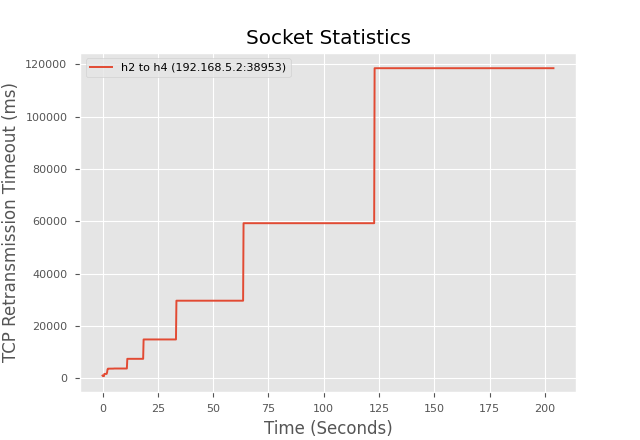 Socket Statistics
h2 to h4 (192.168.5.2:38953)
TCP Retransmission Timeout (ms)
120000
100000
80000
60000
40000
20000
0
0 25 50 75 100 125 150 175 200
Time (Seconds)